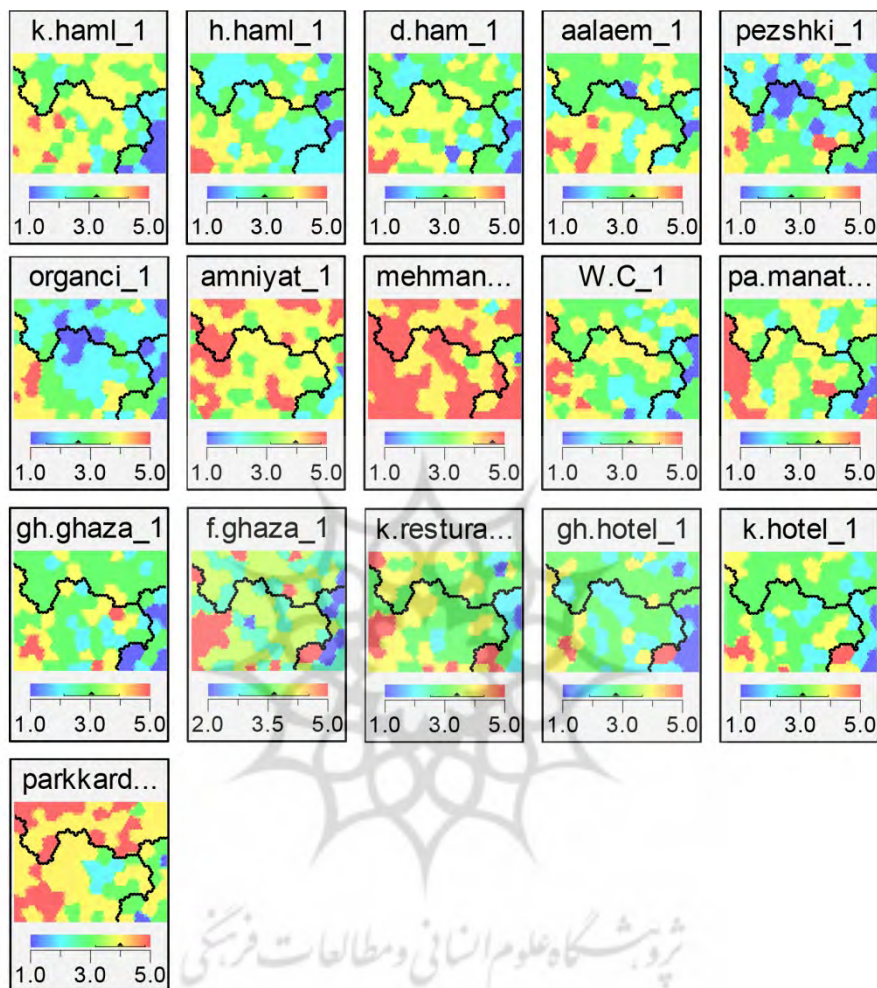 k.haml_1 h.haml_1 d.ham_1 aalaem_1 pezshki_1
1.0 3.0 5.0 1.0 3.0 5.0 1.0 3.0 5.0 1.0 3.0 5.0 1.0 3.0 5.0
organci_1 amniyat_1 mehman... W.C_1 pa.manat...
1.0 3.0 5.0 1.0 3.0 5.0 1.0 3.0 5.0 1.0 3.0 5.0 1.0 3.0 5.0
gh.ghaza_1 f.ghaza_1 k.restura... gh.hotel_1 k.hotel_1
1.0 3.0 5.0 2.0 3.5 5.0 1.0 3.0 5.0 1.0 3.0 5.0 1.0 3.0 5.0
parkkard...
1.0 3.0 5.0
پژوهشگاه علوم انسانی و مطالعات فرهنگی